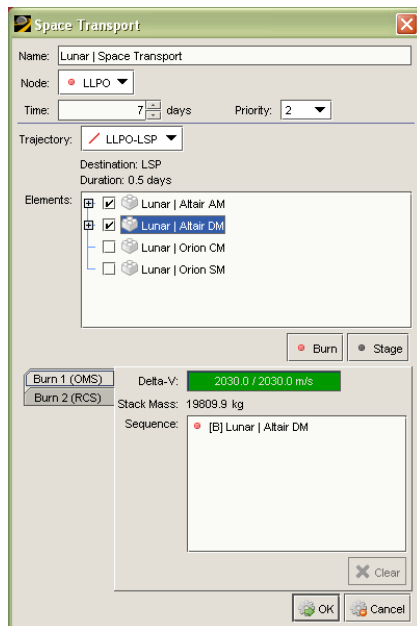 Space Transport
Name: Lunar | Space Transport
Node: LLPO
Time: 7 days Priority: 2
Trajectory: LLPO-LSP
Destination: LSP
Duration: 0.5 days
Elements:
Lunar | Altair AM
Lunar | Altair DM
Lunar | Orion CM
Lunar | Orion SM
Burn Stage
Burn 1 (OMS)
Burn 2 (RCS)
Delta-V: 2030.0 / 2030.0 m/s
Stack Mass: 19809.9 kg
Sequence: [B] Lunar | Altair DM
Clear
OK Cancel